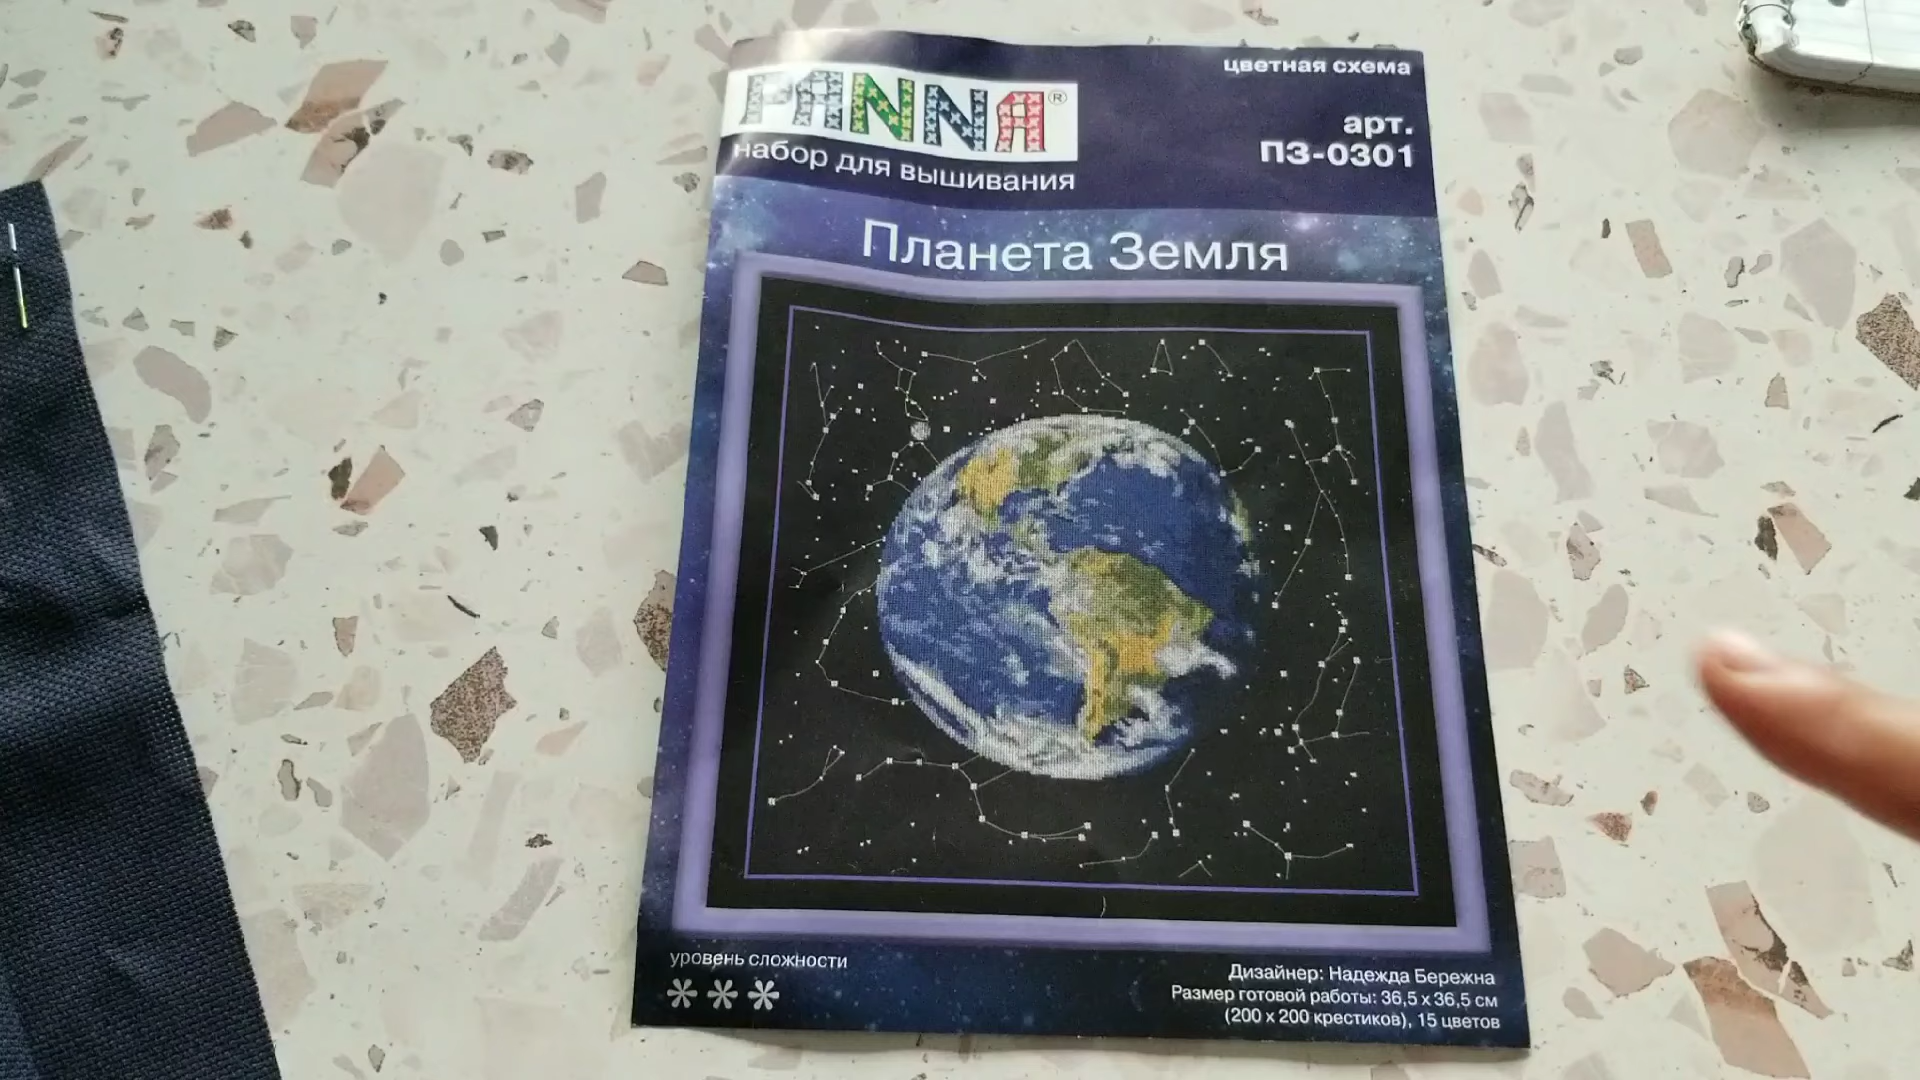 PANNA®
набор для вышивания
цветная схема
арт.
ПЗ-0301
Планета Земля
уровень сложности
***
Дизайнер: Надежда Бережна
Размер готовой работы: 36,5 х 36,5 см
(200 х 200 крестиков), 15 цветов